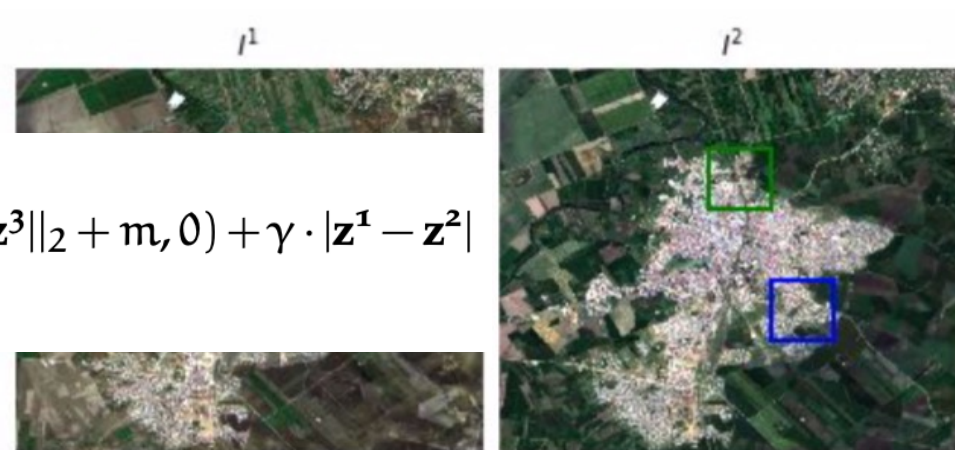 I¹ I²
z³||₂ + m, 0) + γ · |z¹ − z²|